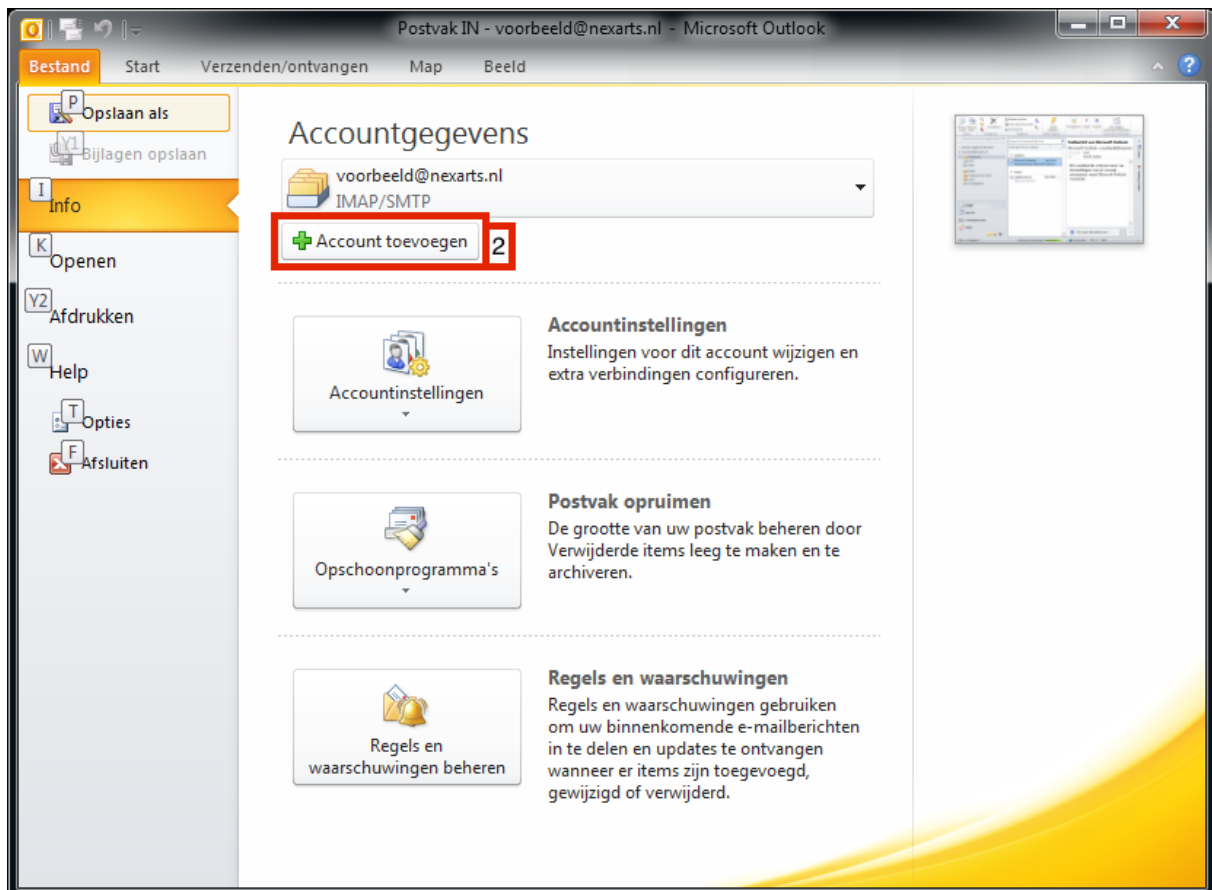 Postvak IN - voorbeeld@nexarts.nl - Microsoft Outlook
Bestand Start Verzenden/ontvangen Map Beeld
P
Opslaan als
Y1
Bijlagen opslaan
I
Info
K
Openen
Y2
Afdrukken
W
Help
T
Opties
F
Afsluiten
Accountgegevens
voorbeeld@nexarts.nl
IMAP/SMTP
Account toevoegen
2
Accountinstellingen
Accountinstellingen
Instellingen voor dit account wijzigen en
extra verbindingen configureren.
Opschoonprogramma's
Postvak opruimen
De grootte van uw postvak beheren door
Verwijderde items leeg te maken en te
archiveren.
Regels en
waarschuwingen beheren
Regels en waarschuwingen
Regels en waarschuwingen gebruiken
om uw binnenkomende e-mailberichten
in te delen en updates te ontvangen
wanneer er items zijn toegevoegd,
gewijzigd of verwijderd.